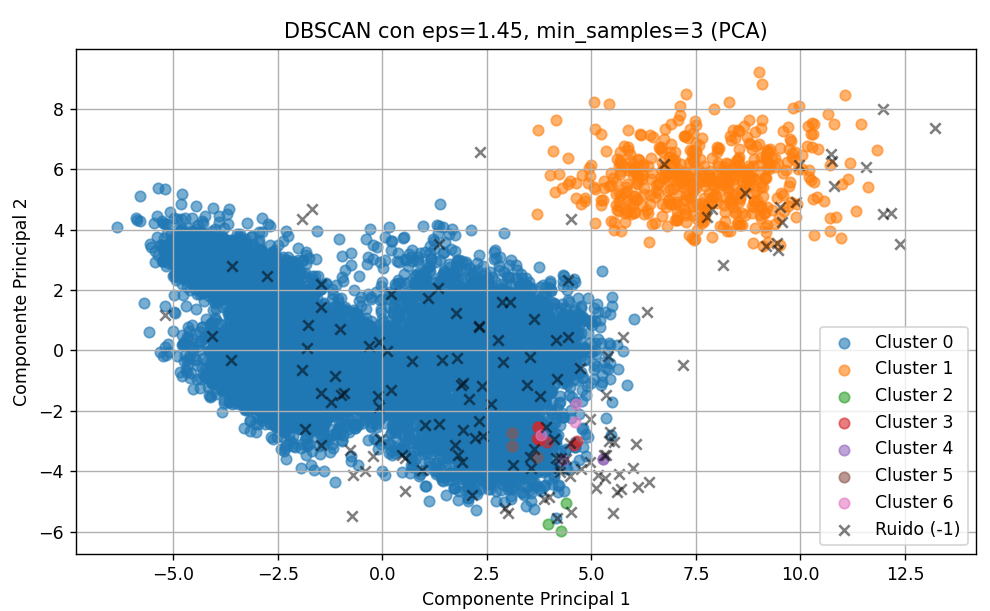 DBSCAN con eps=1.45, min_samples=3 (PCA)
Componente Principal 2
8
6
4
2
0
−2
−4
−6
Cluster 0
Cluster 1
Cluster 2
Cluster 3
Cluster 4
Cluster 5
Cluster 6
Ruido (-1)
−5.0 −2.5 0.0 2.5 5.0 7.5 10.0 12.5
Componente Principal 1